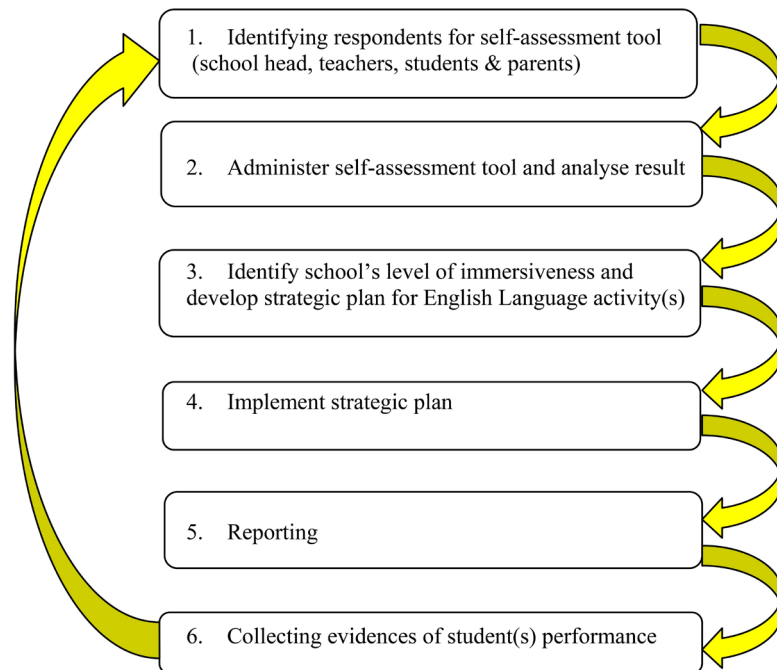 1. Identifying respondents for self-assessment tool
(school head, teachers, students & parents)
2. Administer self-assessment tool and analyse result
3. Identify school’s level of immersiveness and
develop strategic plan for English Language activity(s)
4. Implement strategic plan
5. Reporting
6. Collecting evidences of student(s) performance